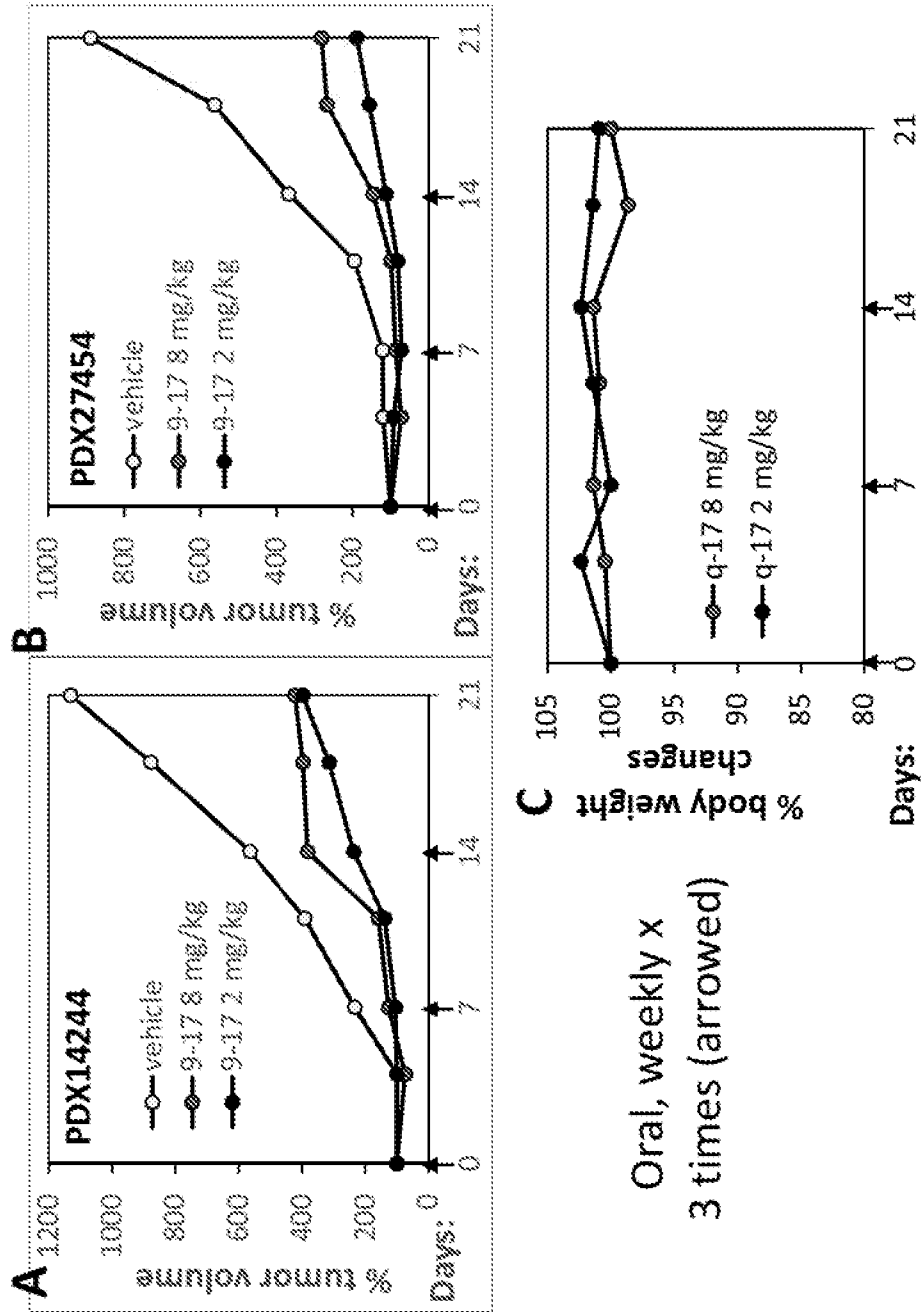 A
PDX14244
vehicle
9-17 8 mg/kg
9-17 2 mg/kg
% tumor volume
1200
1000
800
600
400
200
0
Days:
0
7
14
21
B
PDX27454
vehicle
9-17 8 mg/kg
9-17 2 mg/kg
% tumor volume
1000
800
600
400
200
0
Days:
0
7
14
21
Oral, weekly x
3 times (arrowed)
C
% body weight
changes
105
100
95
90
85
80
q-17 8 mg/kg
q-17 2 mg/kg
Days:
0
7
14
21